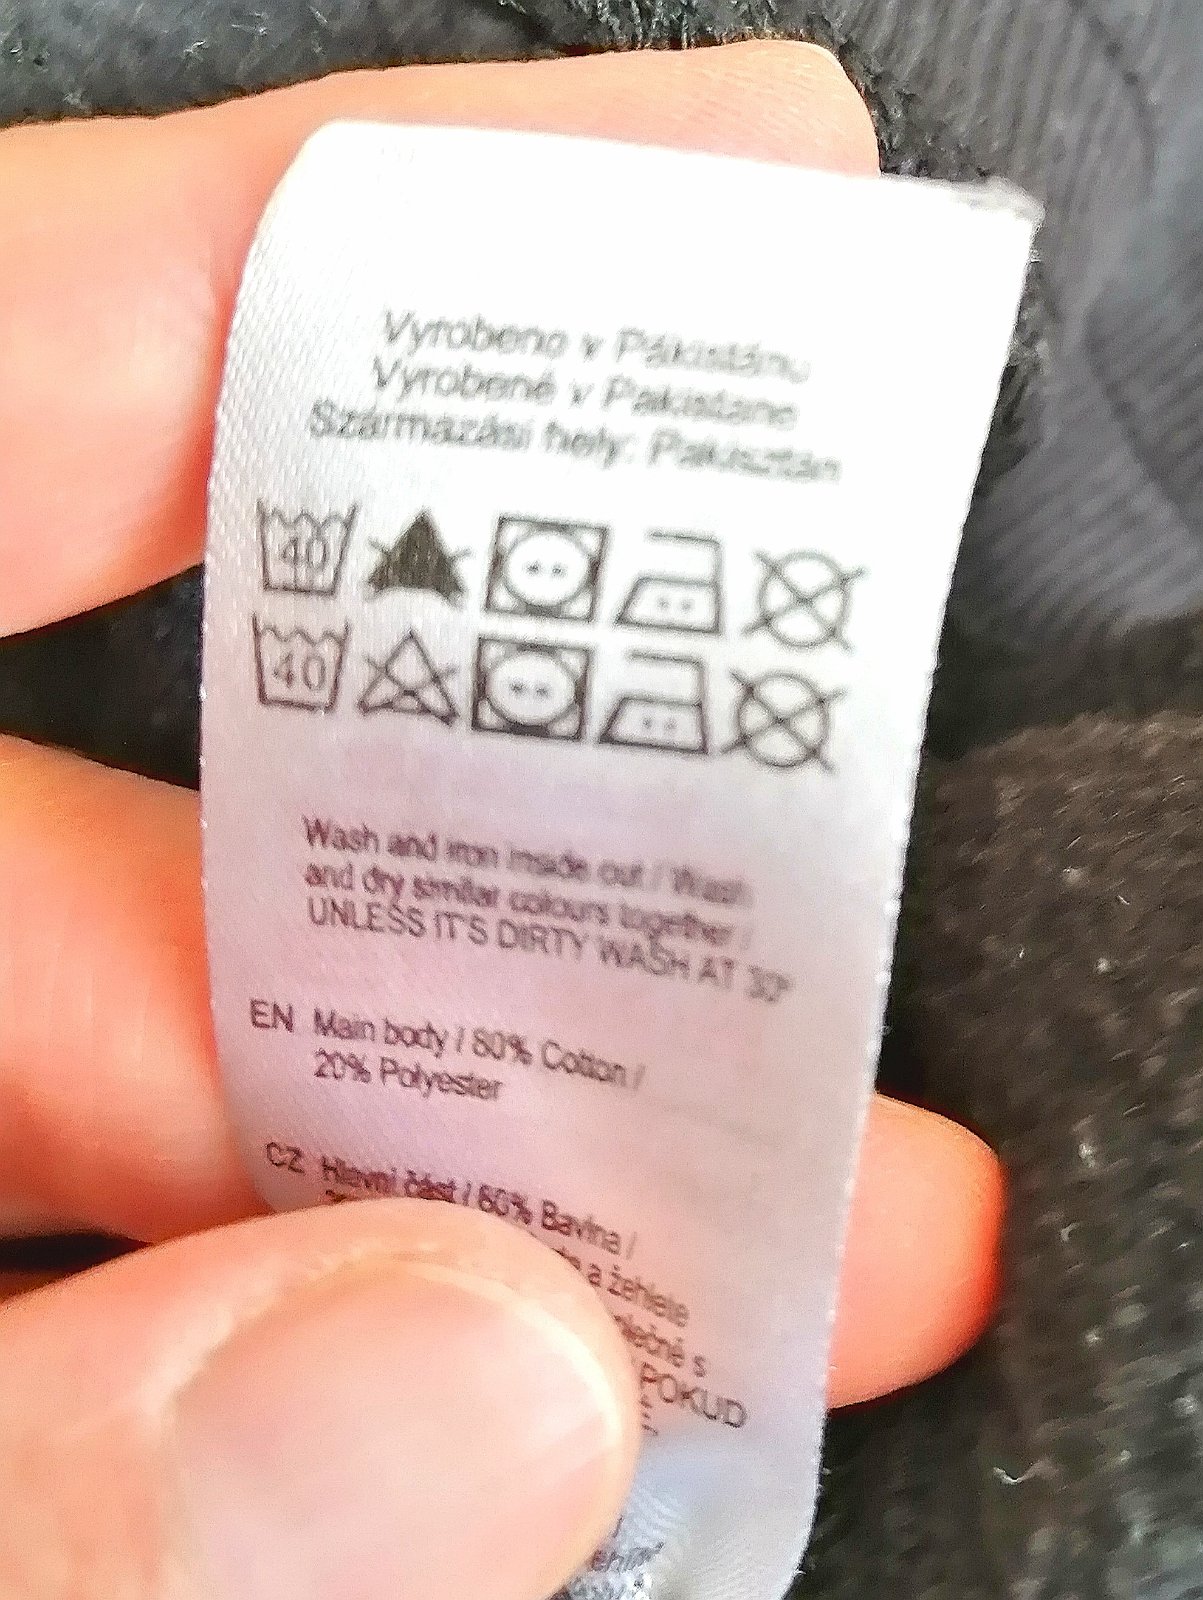 Vyrobeno v Pákistánu
Vyrobené v Pakistane
Származási hely: Pakisztán
40
40
Wash and iron inside out / Wash
and dry similar colours together /
UNLESS IT'S DIRTY WASH AT 30°
EN Main body / 80% Cotton /
20% Polyester
CZ Hlavní část / Bavlna /
a žehlete
s
POKUD